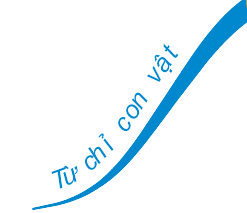 Từ chỉ con vật